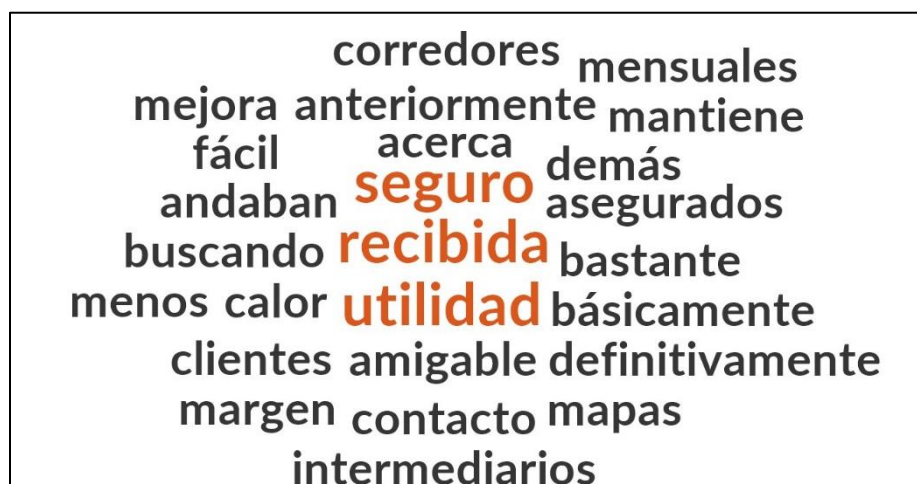 corredores mensuales
mejora anteriormente mantiene
fácil acerca demás
andaban seguro asegurados
buscando recibida bastante
menos calor utilidad básicamente
clientes amigable definitivamente
margen contacto mapas
intermediarios